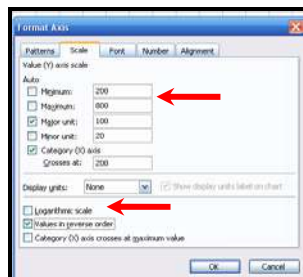 Format Axis
Patterns Scale Font Number Alignment
Value (Y) axis scale
Auto
Minimum: 200
Maximum: 800
Major unit: 100
Minor unit: 20
Category (X) axis
Crosses at: 200
Display units: None Show display units label on chart
Logarithmic scale
Values in reverse order
Category (X) axis crosses at maximum value
OK Cancel